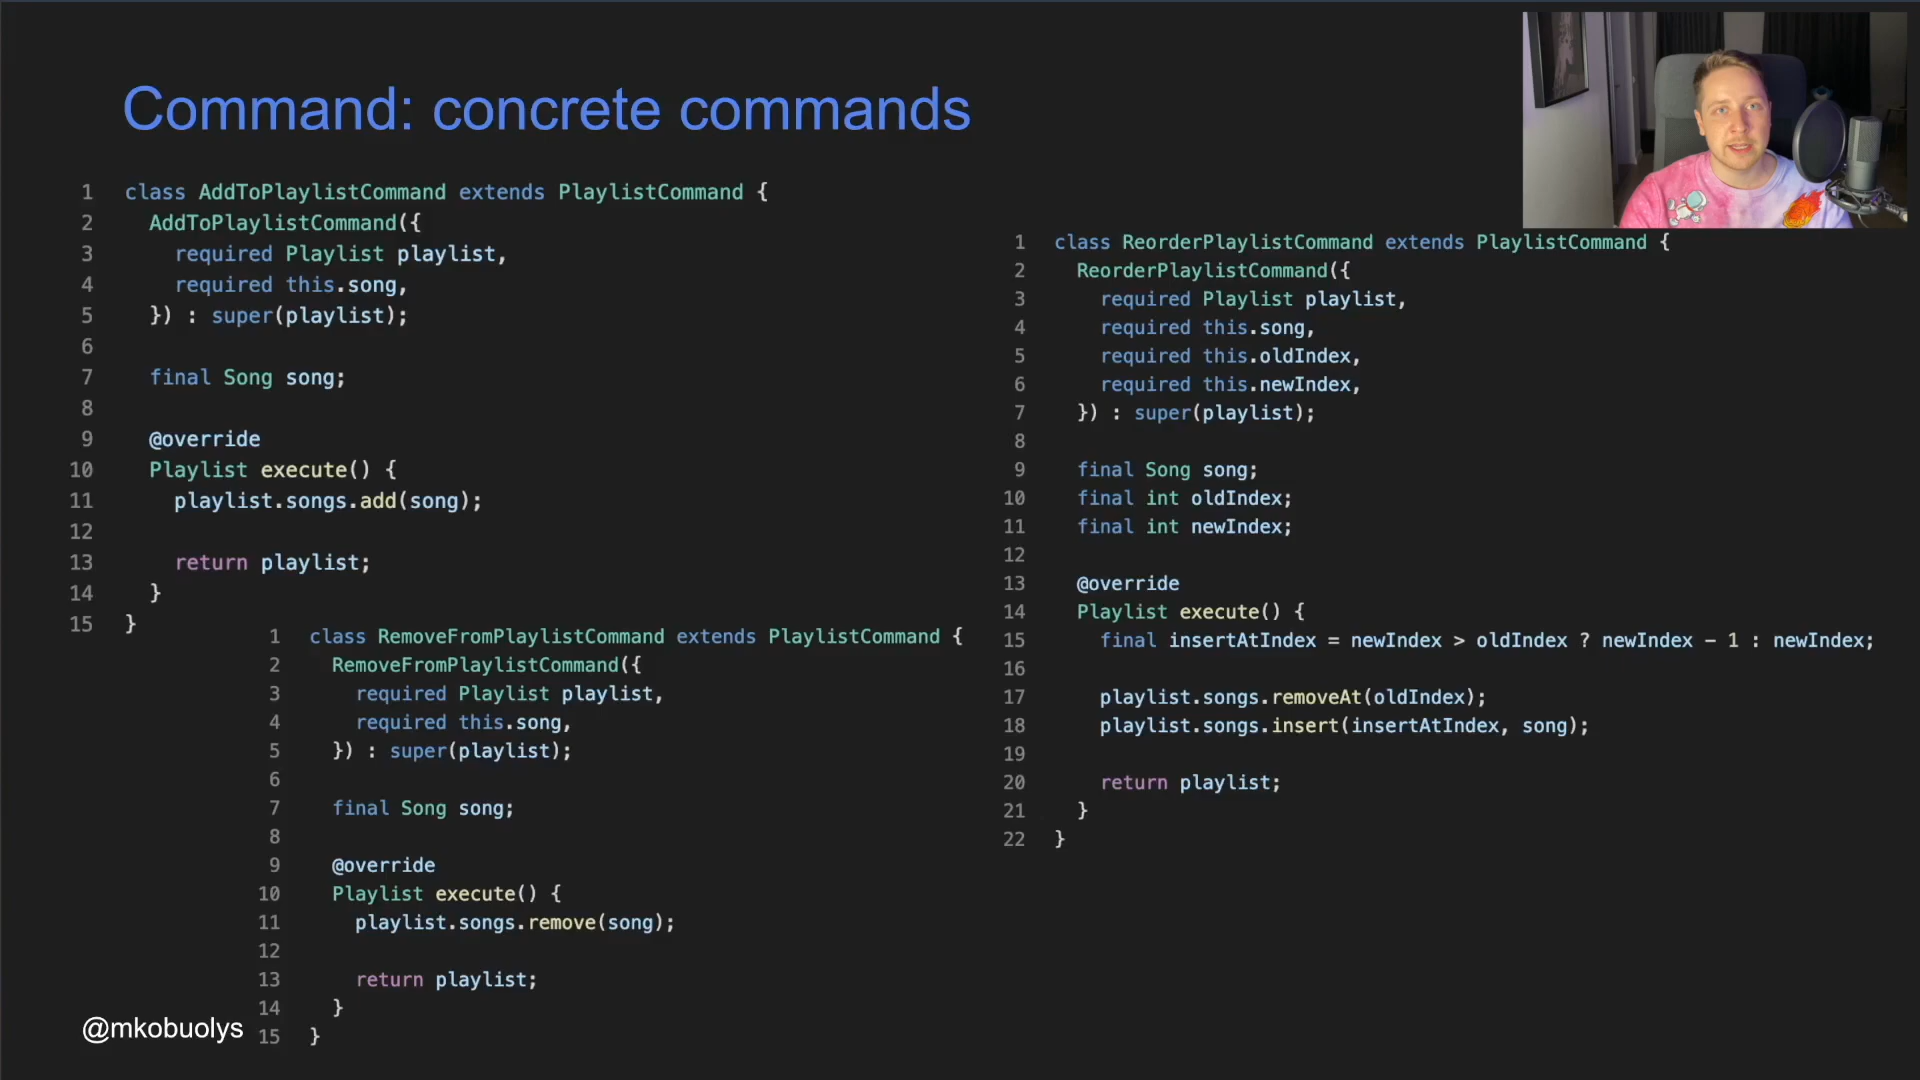 Command: concrete commands
1 class AddToPlaylistCommand extends PlaylistCommand {
2 AddToPlaylistCommand({
3 required Playlist playlist,
4 required this.song,
5 }) : super(playlist);
6
7 final Song song;
8
9 @override
10 Playlist execute() {
11 playlist.songs.add(song);
12
13 return playlist;
14 }
15 }
1 class RemoveFromPlaylistCommand extends PlaylistCommand {
2 RemoveFromPlaylistCommand({
3 required Playlist playlist,
4 required this.song,
5 }) : super(playlist);
6
7 final Song song;
8
9 @override
10 Playlist execute() {
11 playlist.songs.remove(song);
12
13 return playlist;
14 }
15 }
1 class ReorderPlaylistCommand extends PlaylistCommand {
2 ReorderPlaylistCommand({
3 required Playlist playlist,
4 required this.song,
5 required this.oldIndex,
6 required this.newIndex,
7 }) : super(playlist);
8
9 final Song song;
10 final int oldIndex;
11 final int newIndex;
12
13 @override
14 Playlist execute() {
15 final insertAtIndex = newIndex > oldIndex ? newIndex - 1 : newIndex;
16
17 playlist.songs.removeAt(oldIndex);
18 playlist.songs.insert(insertAtIndex, song);
19
20 return playlist;
21 }
22 }
@mkobuolys